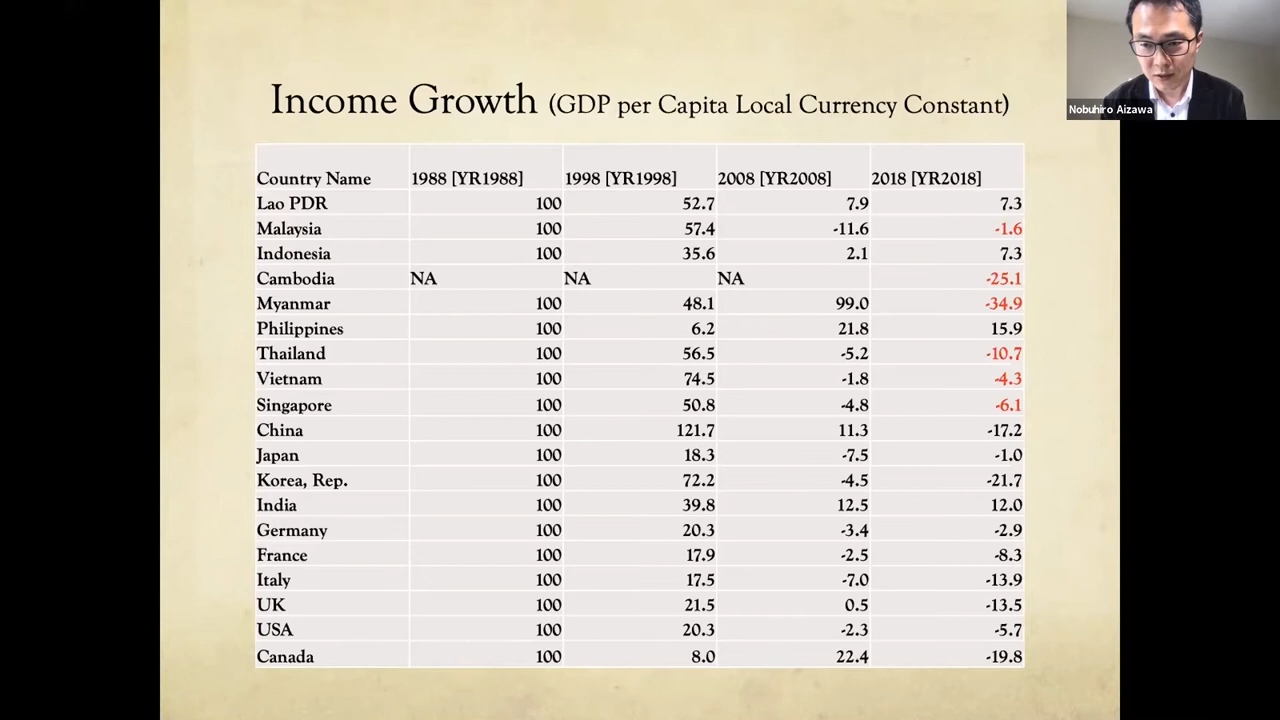 Income Growth (GDP per Capita Local Currency Constant)
Nobuhiro Aizawa
Country Name 1988 [YR1988] 1998 [YR1998] 2008 [YR2008] 2018 [YR2018]
Lao PDR 100 52.7 7.9 7.3
Malaysia 100 57.4 -11.6 -1.6
Indonesia 100 35.6 2.1 7.3
Cambodia NA NA NA -25.1
Myanmar 100 48.1 99.0 -34.9
Philippines 100 6.2 21.8 15.9
Thailand 100 56.5 -5.2 -10.7
Vietnam 100 74.5 -1.8 -4.3
Singapore 100 50.8 -4.8 -6.1
China 100 121.7 11.3 -17.2
Japan 100 18.3 -7.5 -1.0
Korea, Rep. 100 72.2 -4.5 -21.7
India 100 39.8 12.5 12.0
Germany 100 20.3 -3.4 -2.9
France 100 17.9 -2.5 -8.3
Italy 100 17.5 -7.0 -13.9
UK 100 21.5 0.5 -13.5
USA 100 20.3 -2.3 -5.7
Canada 100 8.0 22.4 -19.8